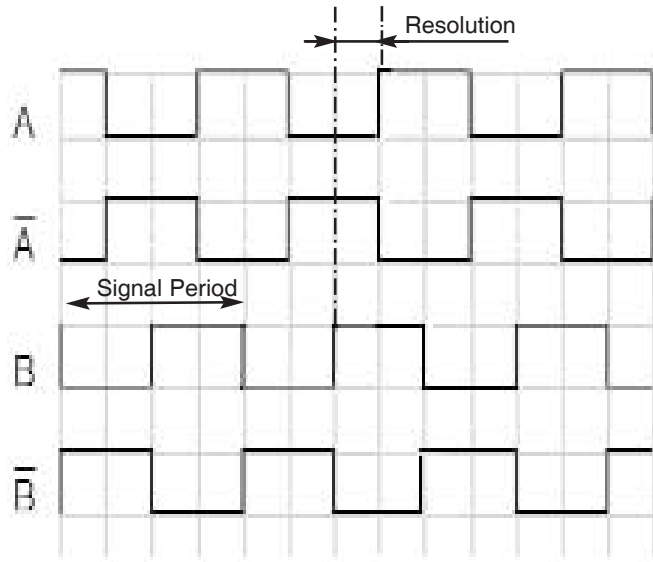 Resolution
A
A̅
Signal Period
B
B̅